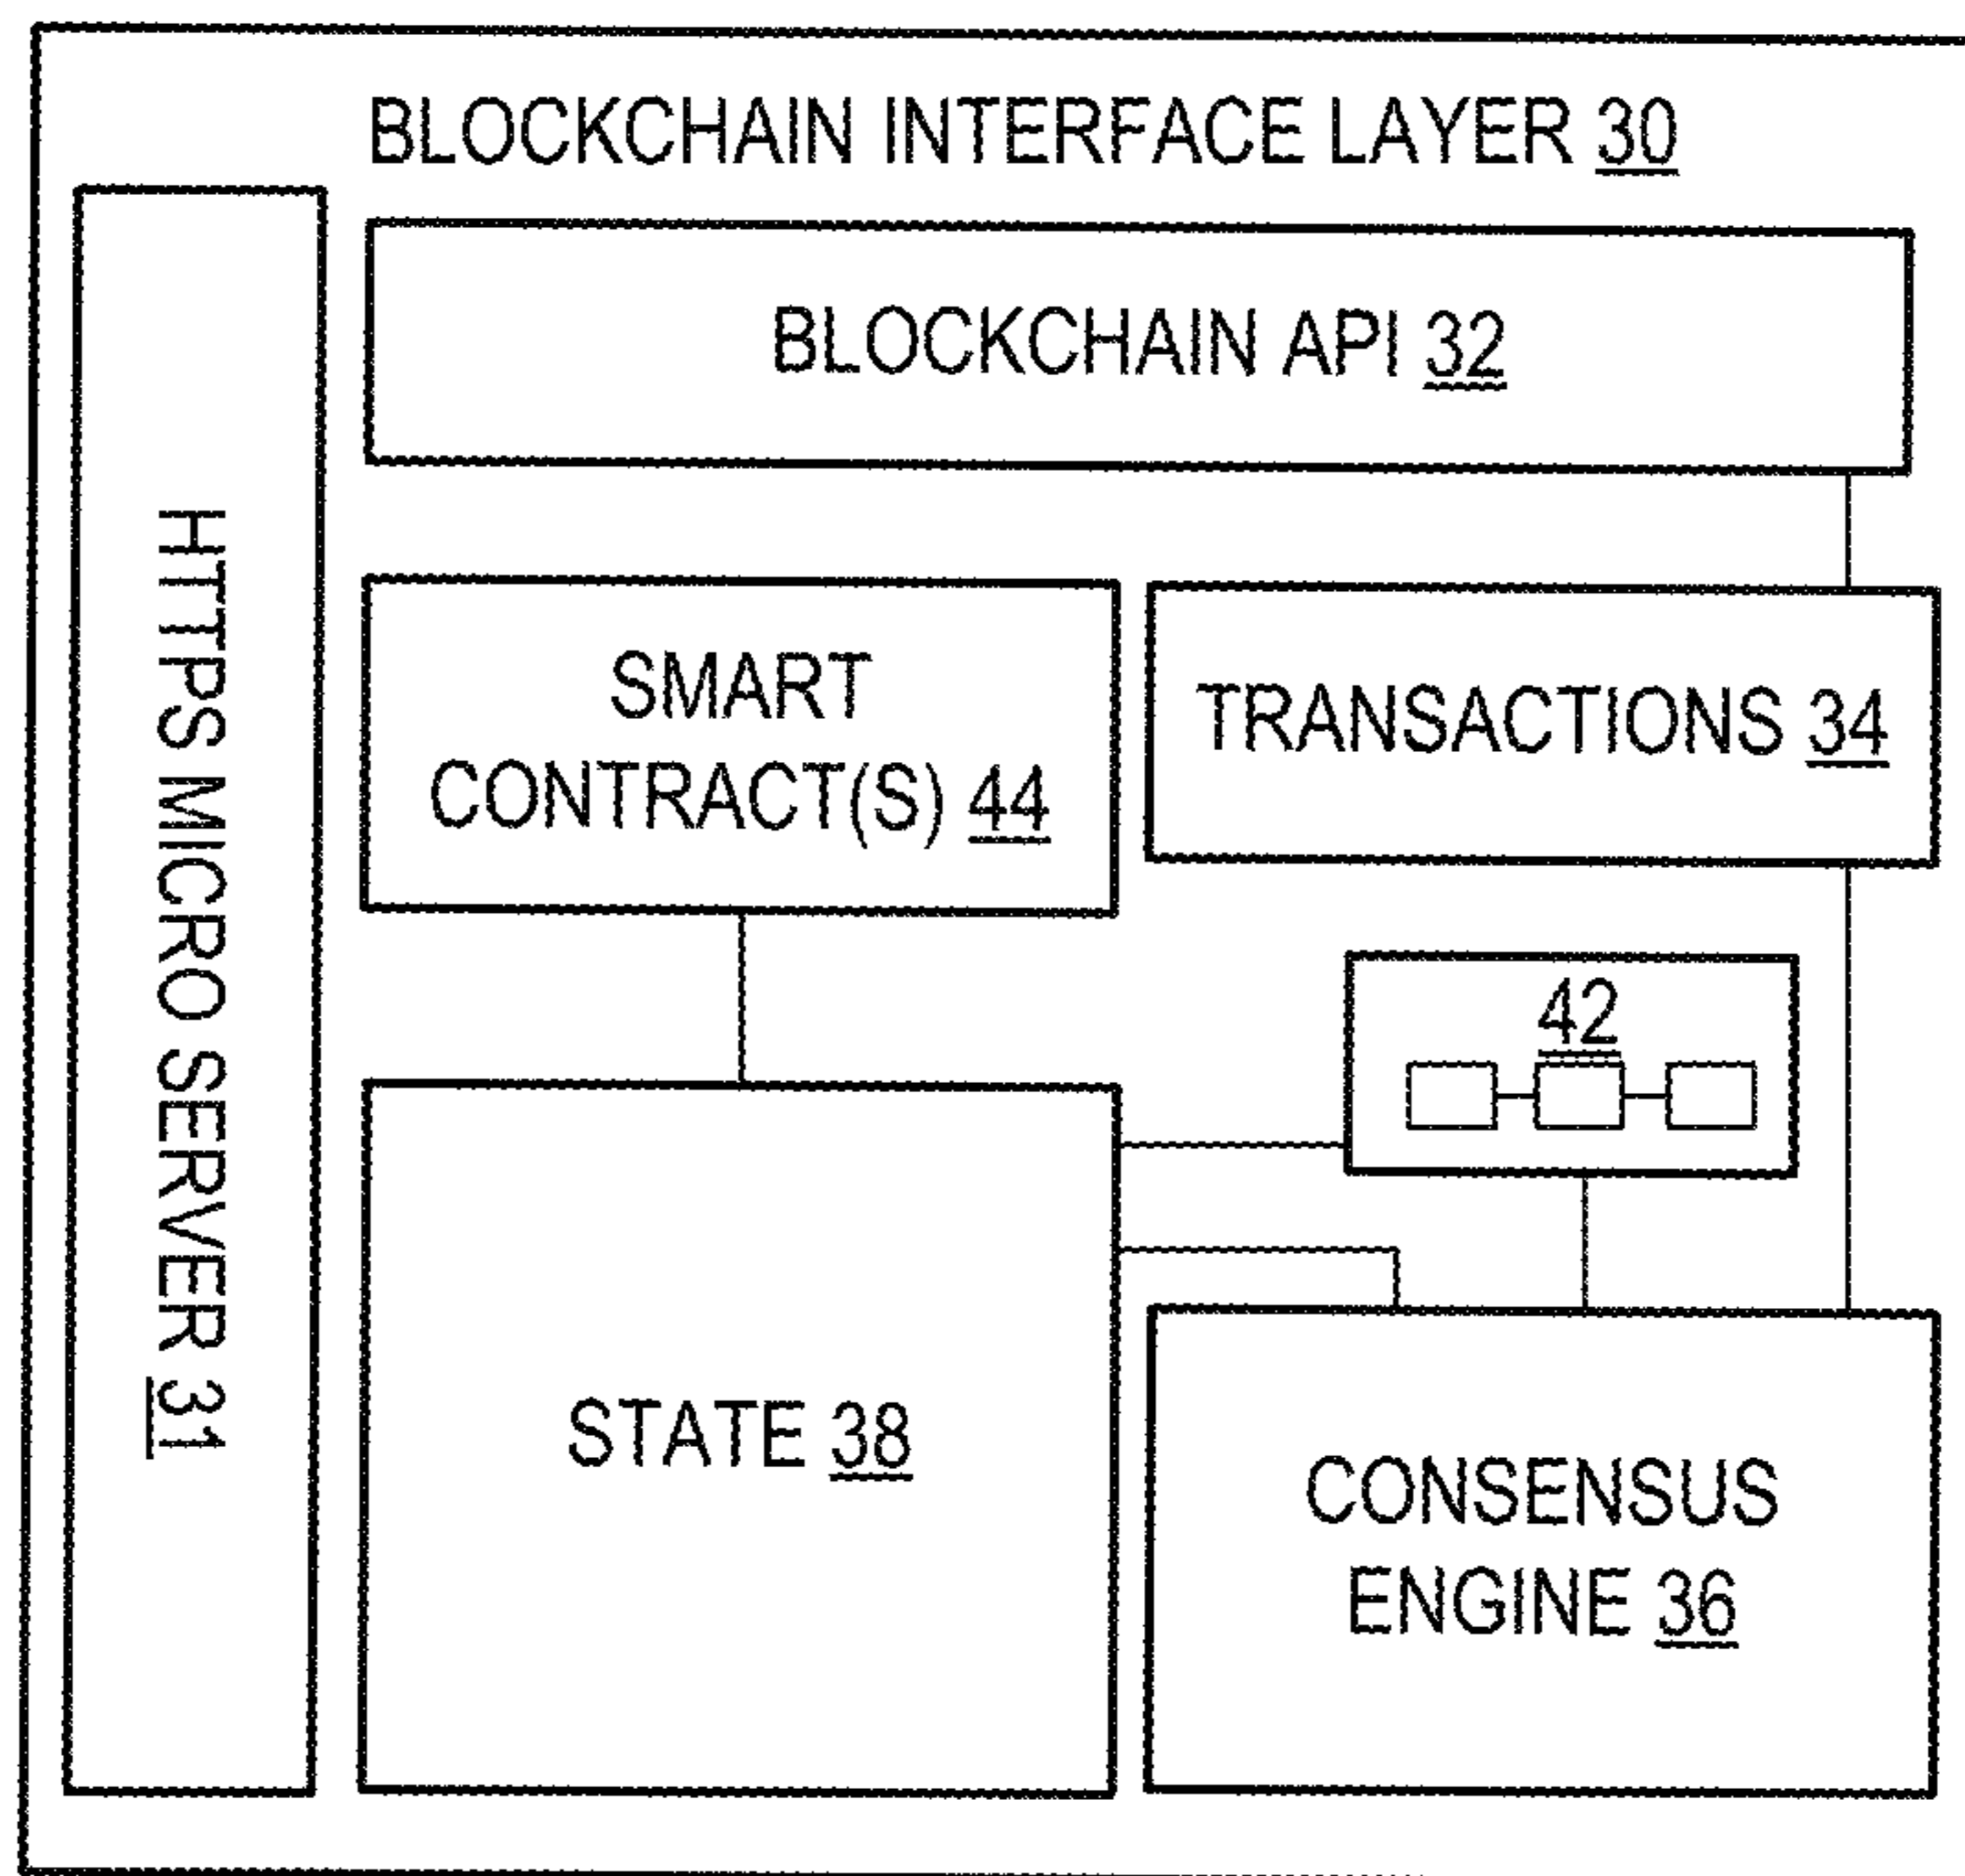 BLOCKCHAIN INTERFACE LAYER 30
HTTPS MICRO SERVER 31
BLOCKCHAIN API 32
SMART
CONTRACT(S) 44
TRANSACTIONS 34
42
STATE 38
CONSENSUS
ENGINE 36